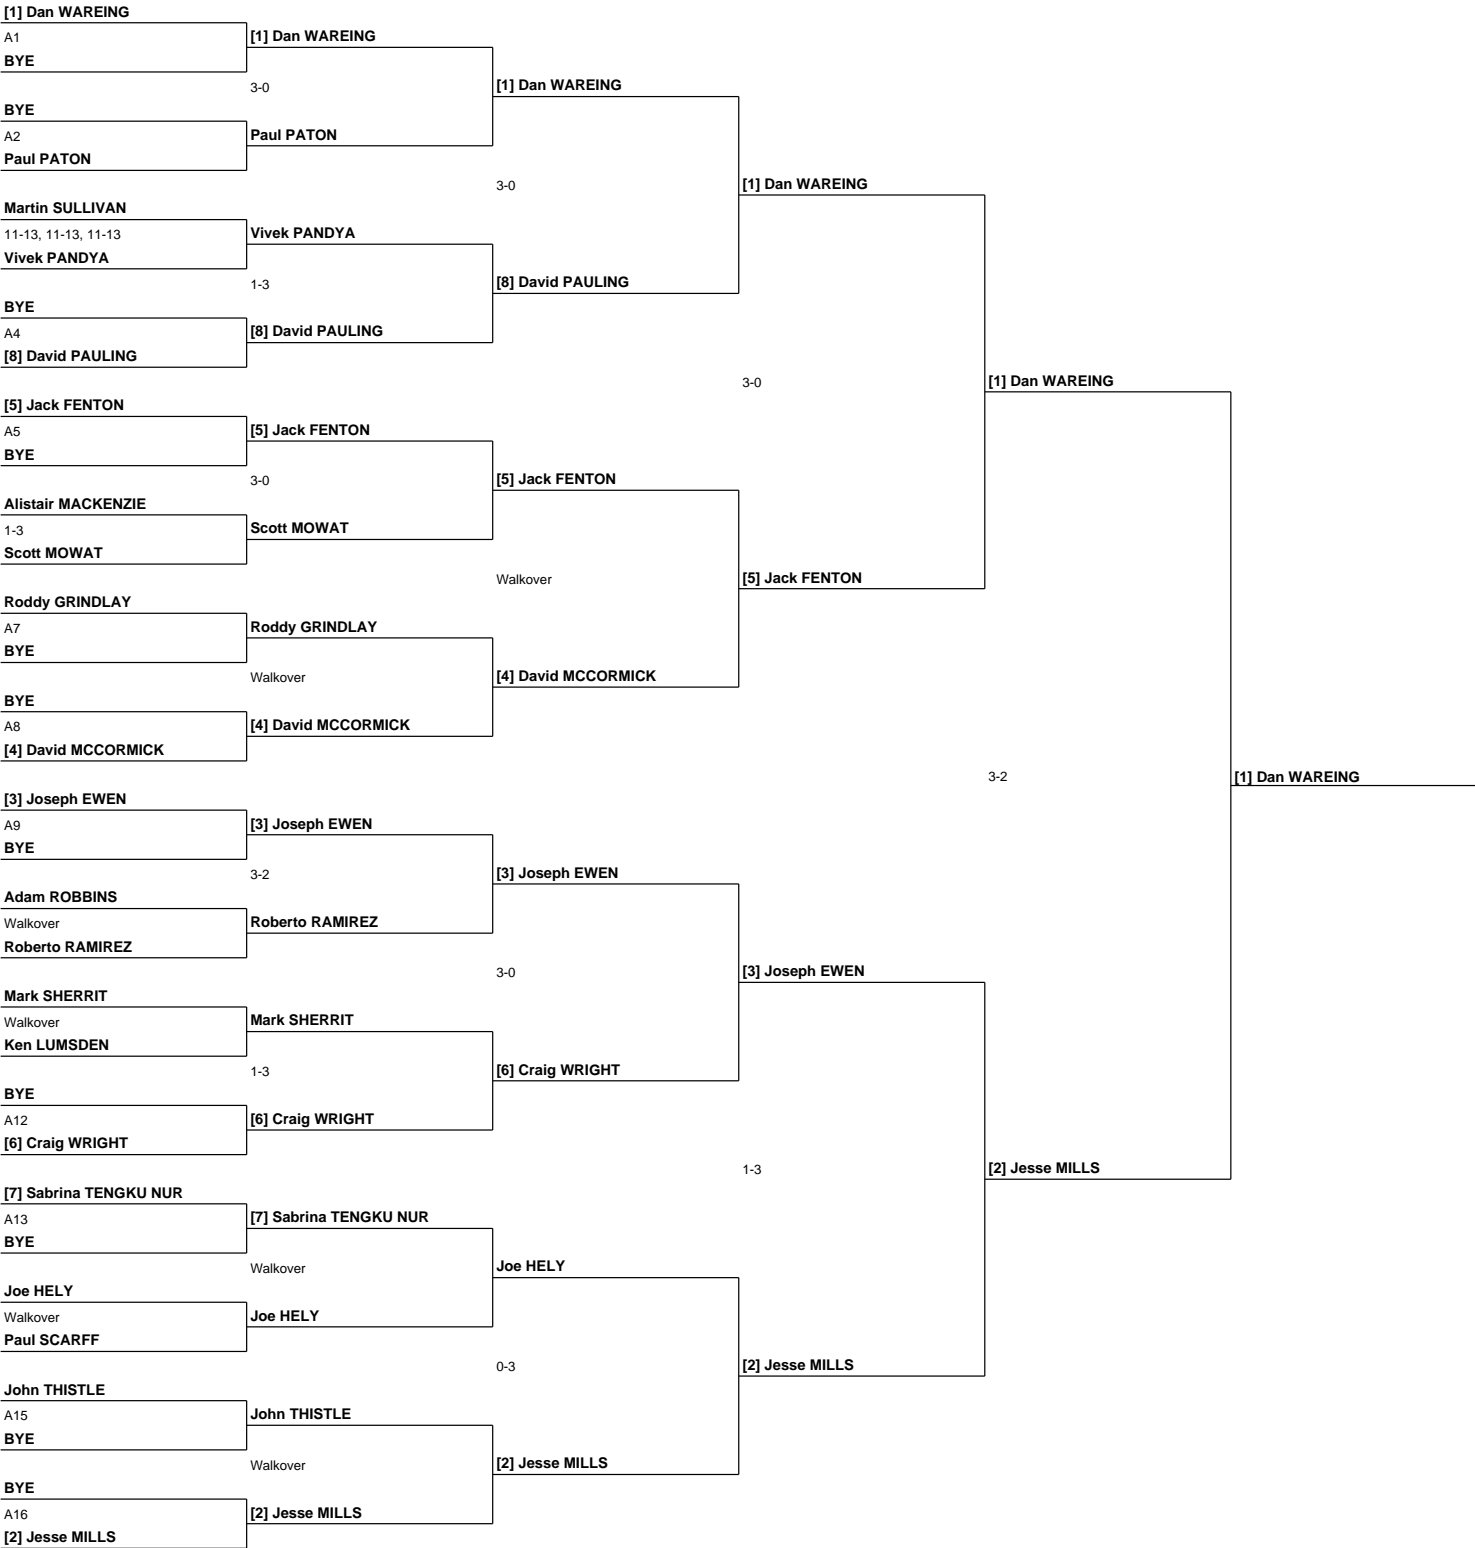 [1] Dan WAREING
A1
BYE
BYE
A2
Paul PATON
Martin SULLIVAN
11-13, 11-13, 11-13
Vivek PANDYA
BYE
A4
[8] David PAULING
[5] Jack FENTON
A5
BYE
Alistair MACKENZIE
1-3
Scott MOWAT
Roddy GRINDLAY
A7
BYE
BYE
A8
[4] David MCCORMICK
[3] Joseph EWEN
A9
BYE
Adam ROBBINS
Walkover
Roberto RAMIREZ
Mark SHERRIT
Walkover
Ken LUMSDEN
BYE
A12
[6] Craig WRIGHT
[7] Sabrina TENGKU NUR
A13
BYE
Joe HELY
Walkover
Paul SCARFF
John THISTLE
A15
BYE
BYE
A16
[2] Jesse MILLS
[1] Dan WAREING
3-0
Paul PATON
Vivek PANDYA
1-3
[8] David PAULING
[5] Jack FENTON
3-0
Scott MOWAT
Roddy GRINDLAY
Walkover
[4] David MCCORMICK
[3] Joseph EWEN
3-2
Roberto RAMIREZ
Mark SHERRIT
1-3
[6] Craig WRIGHT
[7] Sabrina TENGKU NUR
Walkover
Joe HELY
John THISTLE
Walkover
[2] Jesse MILLS
[1] Dan WAREING
3-0
[8] David PAULING
[5] Jack FENTON
Walkover
[4] David MCCORMICK
[3] Joseph EWEN
3-0
[6] Craig WRIGHT
Joe HELY
0-3
[2] Jesse MILLS
[1] Dan WAREING
3-0
[5] Jack FENTON
[3] Joseph EWEN
1-3
[2] Jesse MILLS
[1] Dan WAREING
3-2
[2] Jesse MILLS
[1] Dan WAREING